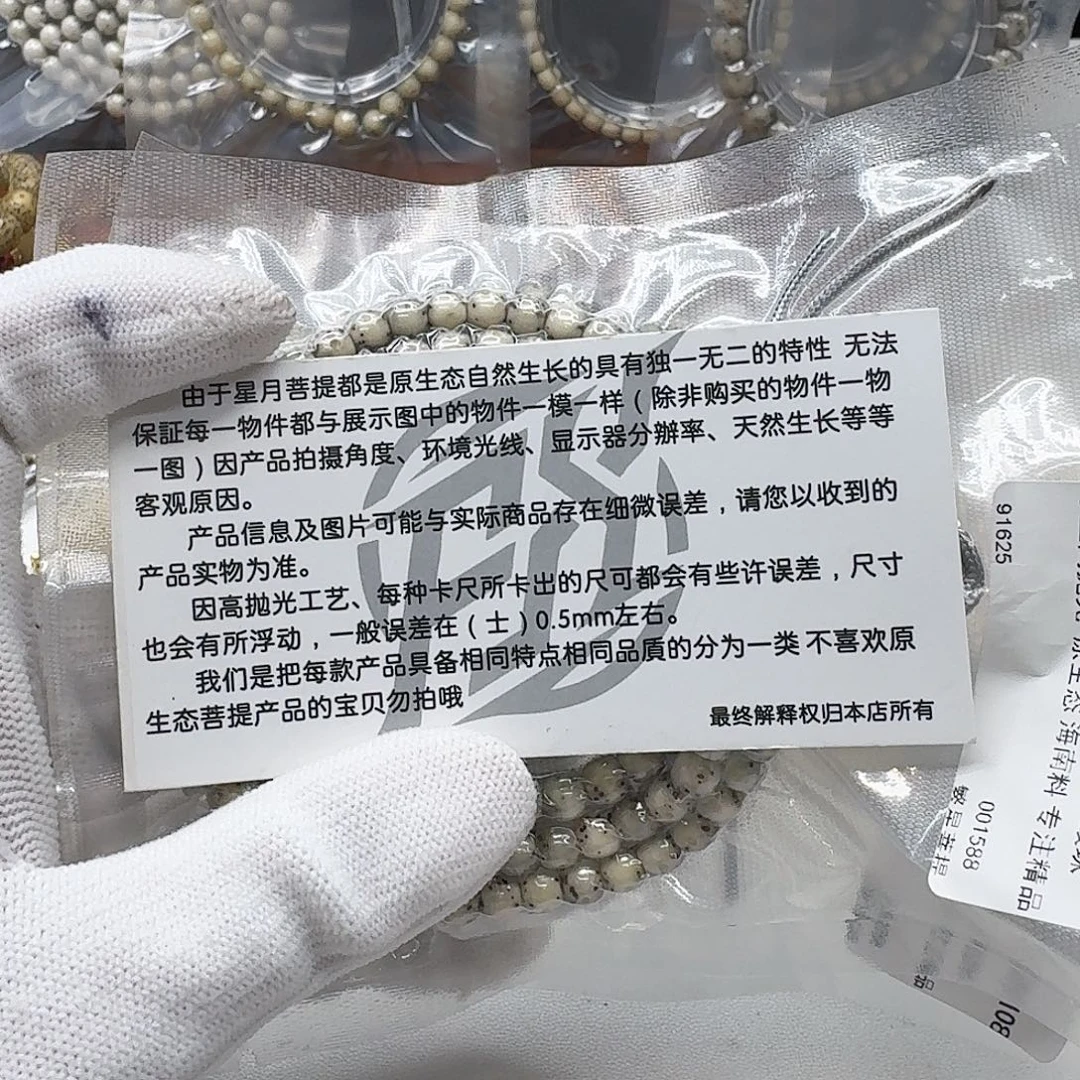 由于星月菩提都是原生态自然生长的具有独一无二的特性 无法
保証每一物件都与展示图中的物件一模一样（除非购买的物件一物
一图）因产品拍摄角度、环境光线、显示器分辦率、天然生长等等
客观原因。
产品信息及图片可能与实际商品存在细微误差，请您以收到的
产品实物为准。
因高抛光工艺、每种卡尺所卡出的尺可都会有些许误差，尺寸
也会有所浮动，一般误差在（士）0.5mm左右。
我们是把每款产品具备相同特点相同品質的分为一类 不喜欢原
生态菩提产品的宝贝勿拍哦
最终解释权归本店所有
91625
原生态 海南料 专注精品
001588
繁星菩提
品
108